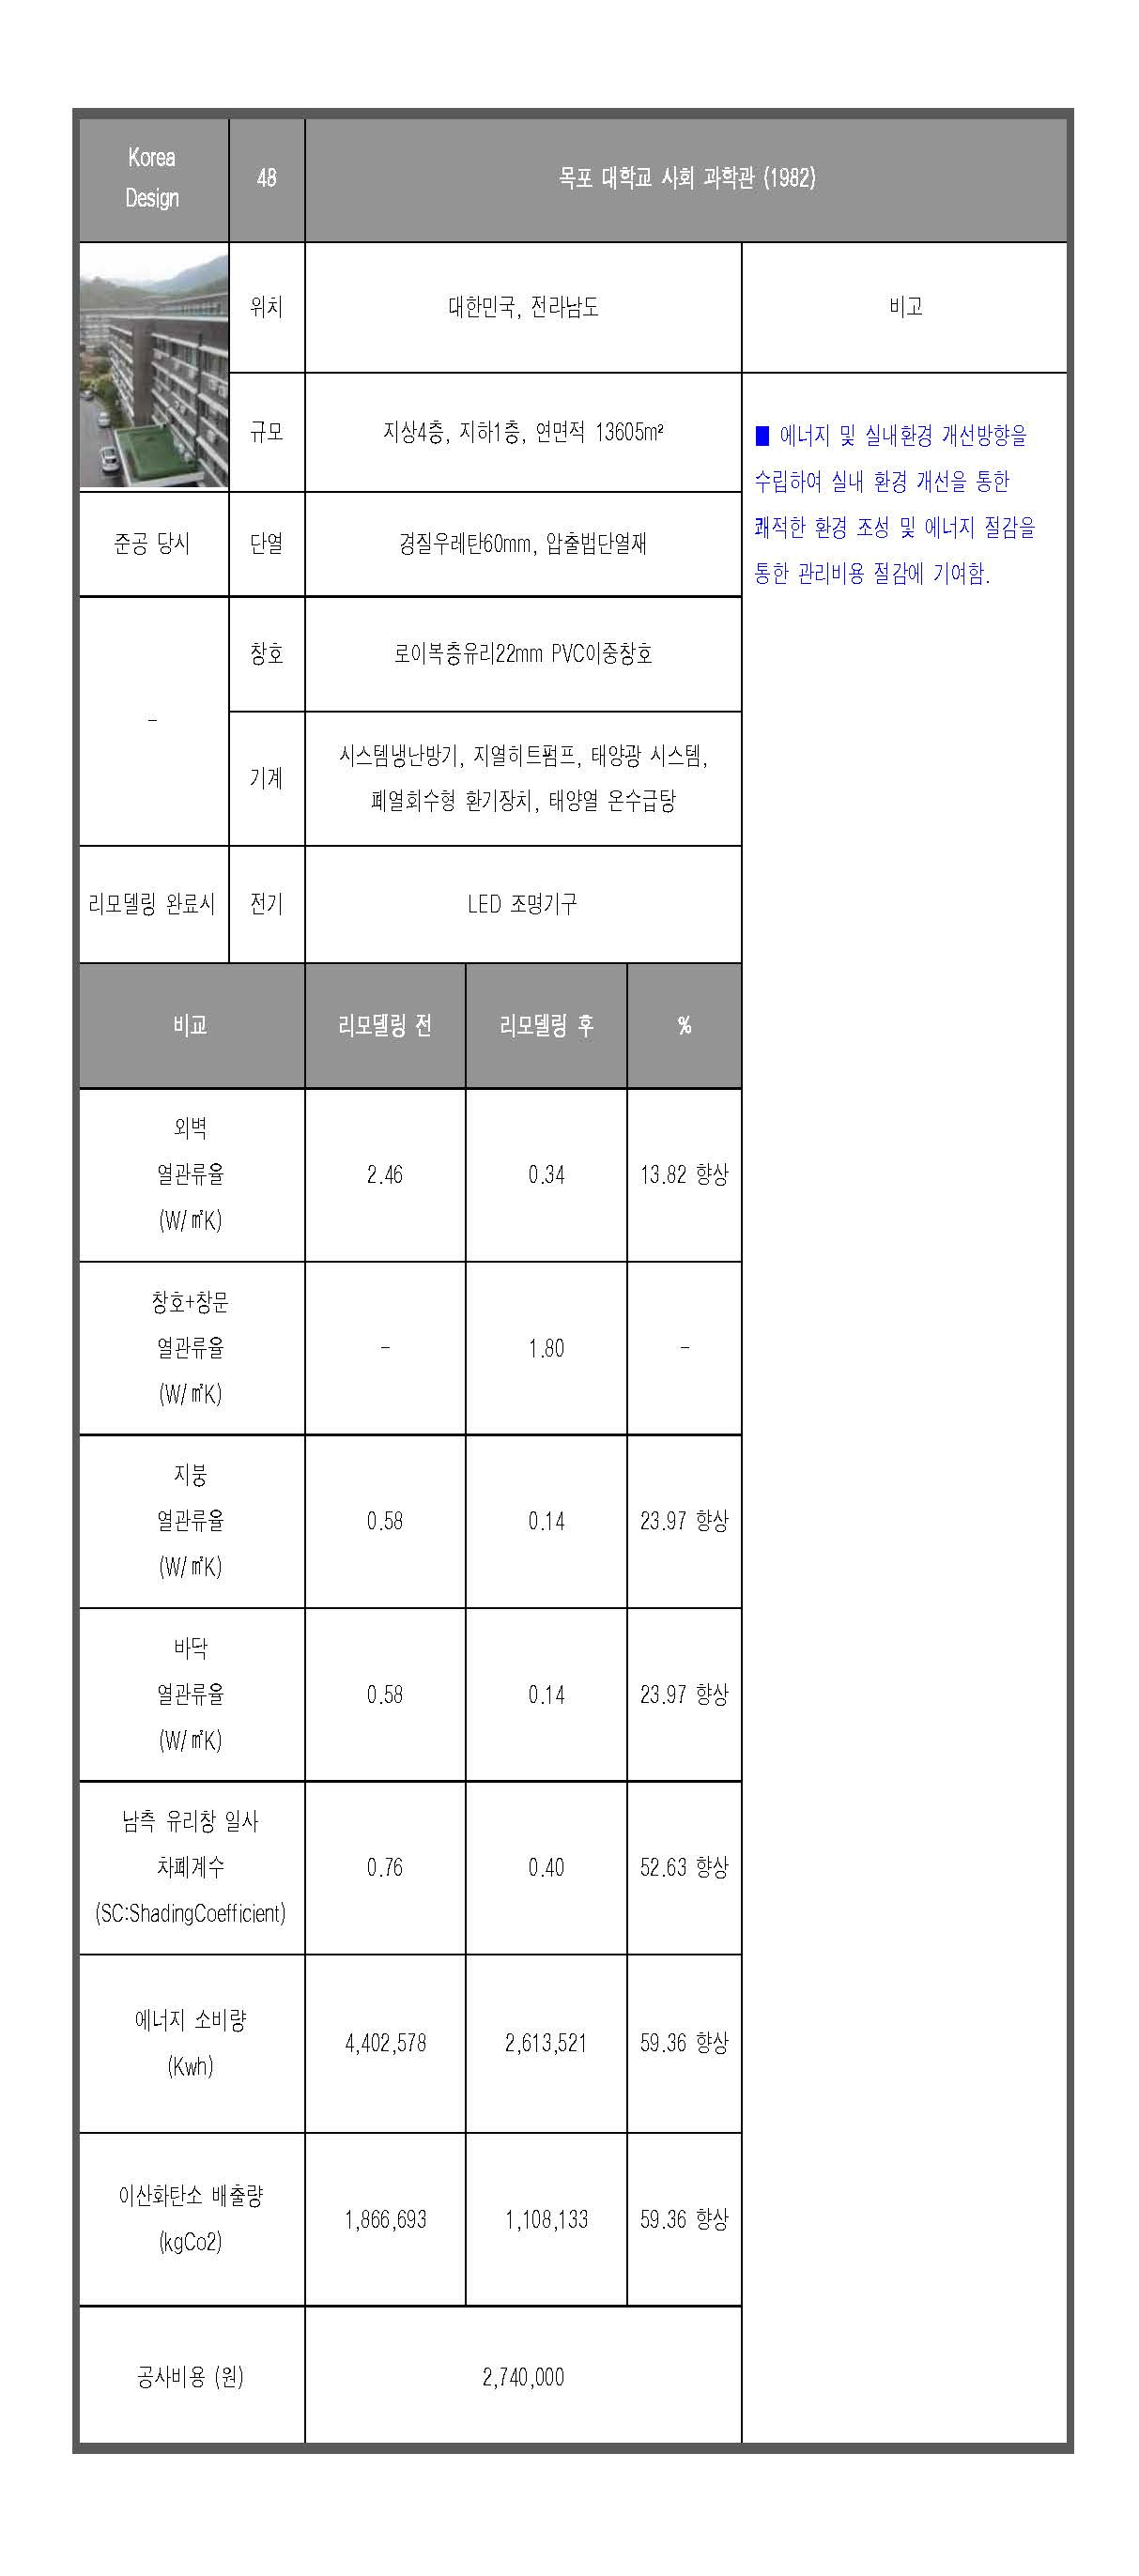 Korea
Design
48
목포 대학교 사회 과학관 (1982)
위치
대한민국, 전라남도
비고
규모
지상4층, 지하1층, 연면적 13605m²
■ 에너지 및 실내환경 개선방향을
수립하여 실내 환경 개선을 통한
쾌적한 환경 조성 및 에너지 절감을
통한 관리비용 절감에 기여함.
준공 당시
단열
경질우레탄60mm, 압출법단열재
-
창호
로이복층유리22mm PVC이중창호
기계
시스템냉난방기, 지열히트펌프, 태양광 시스템,
폐열회수형 환기장치, 태양열 온수급탕
리모델링 완료시
전기
LED 조명기구
비교
리모델링 전
리모델링 후
%
외벽
열관류율
(W/㎡K)
2.46
0.34
13.82 향상
창호+창문
열관류율
(W/㎡K)
-
1.80
-
지붕
열관류율
(W/㎡K)
0.58
0.14
23.97 향상
바닥
열관류율
(W/㎡K)
0.58
0.14
23.97 향상
남측 유리창 일사
차폐계수
(SC:ShadingCoefficient)
0.76
0.40
52.63 향상
에너지 소비량
(Kwh)
4,402,578
2,613,521
59.36 향상
이산화탄소 배출량
(kgCo2)
1,866,693
1,108,133
59.36 향상
공사비용 (원)
2,740,000